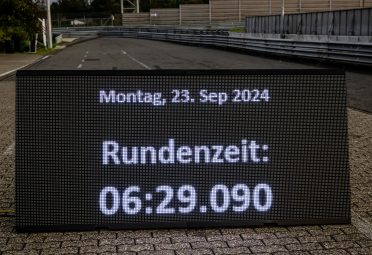 Montag, 23. Sep 2024
Rundenzeit:
06:29.090